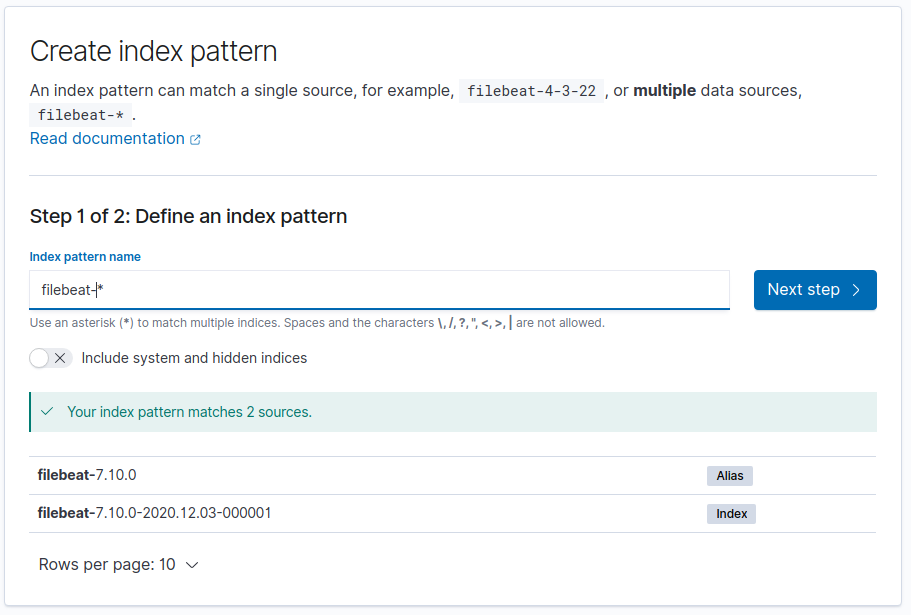 Create index pattern
An index pattern can match a single source, for example, filebeat-4-3-22 , or multiple data sources,
filebeat-* .
Read documentation
Step 1 of 2: Define an index pattern
Index pattern name
filebeat-*
Next step
Use an asterisk (*) to match multiple indices. Spaces and the characters \, /, ?, ", <, >, | are not allowed.
Include system and hidden indices
Your index pattern matches 2 sources.
filebeat-7.10.0 Alias
filebeat-7.10.0-2020.12.03-000001 Index
Rows per page: 10